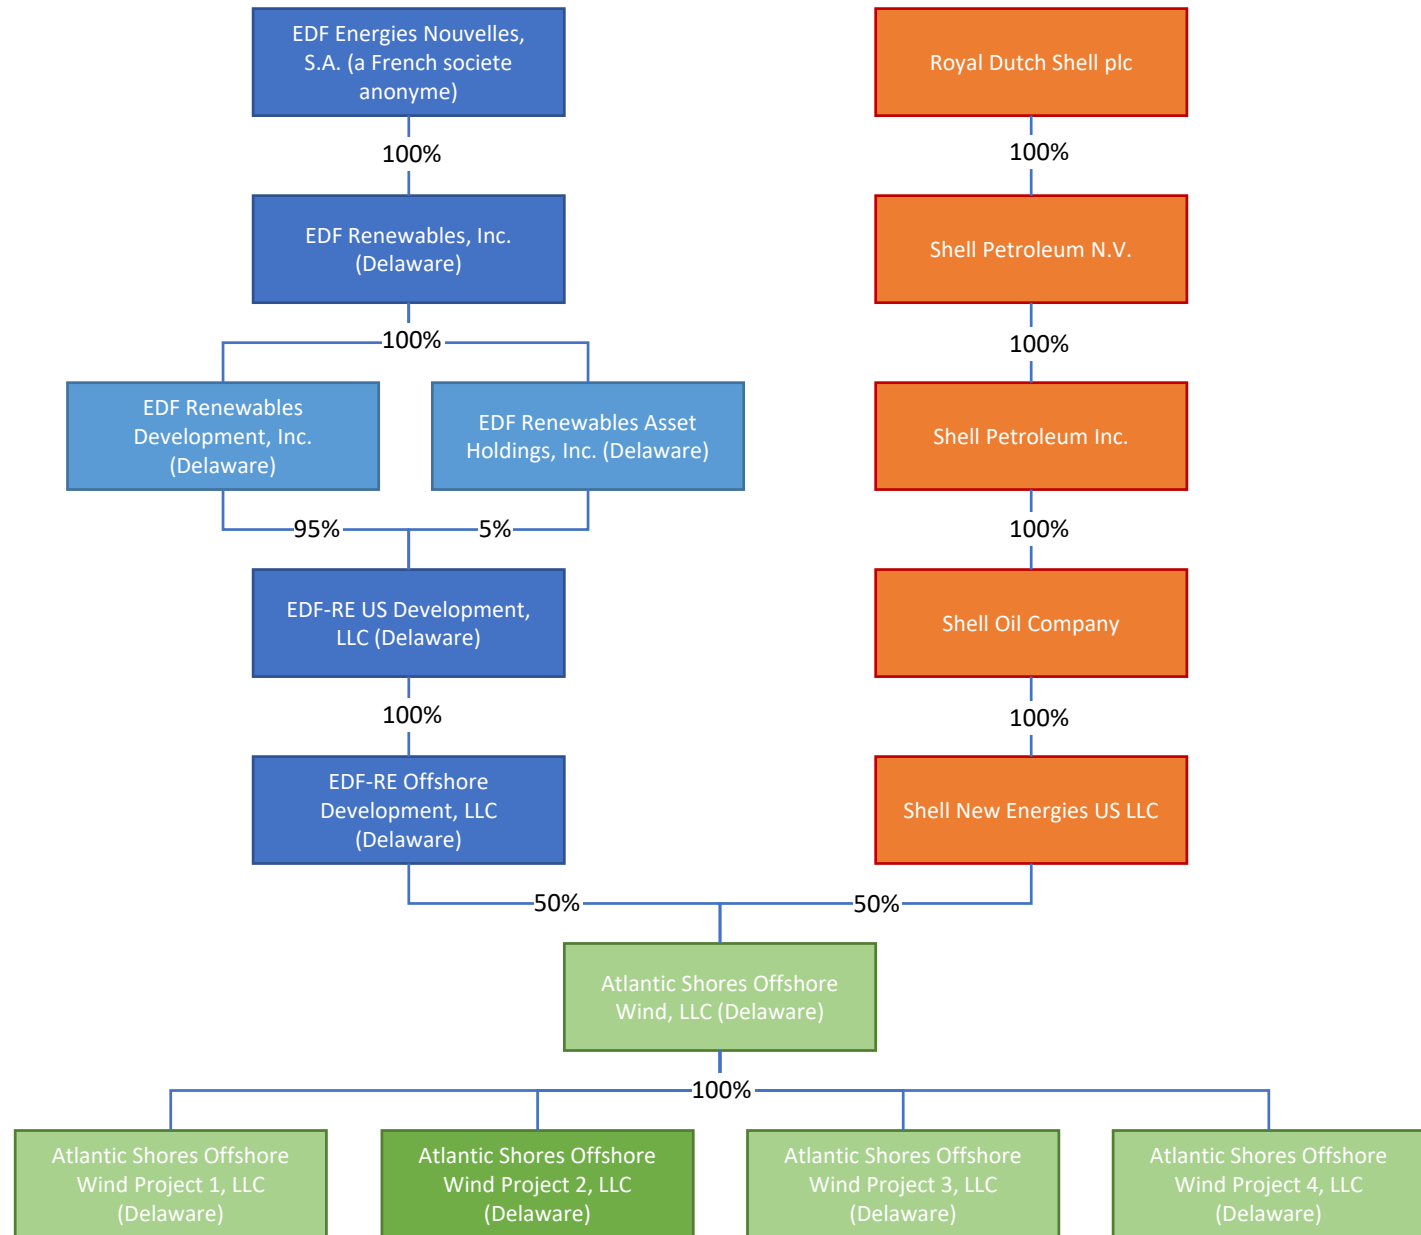 EDF Energies Nouvelles,
S.A. (a French societe
anonyme)
Royal Dutch Shell plc
100%
100%
EDF Renewables, Inc.
(Delaware)
Shell Petroleum N.V.
100%
100%
EDF Renewables
Development, Inc.
(Delaware)
EDF Renewables Asset
Holdings, Inc. (Delaware)
Shell Petroleum Inc.
95%
5%
100%
EDF-RE US Development,
LLC (Delaware)
Shell Oil Company
100%
100%
EDF-RE Offshore
Development, LLC
(Delaware)
Shell New Energies US LLC
50%
50%
Atlantic Shores Offshore
Wind, LLC (Delaware)
100%
Atlantic Shores Offshore
Wind Project 1, LLC
(Delaware)
Atlantic Shores Offshore
Wind Project 2, LLC
(Delaware)
Atlantic Shores Offshore
Wind Project 3, LLC
(Delaware)
Atlantic Shores Offshore
Wind Project 4, LLC
(Delaware)